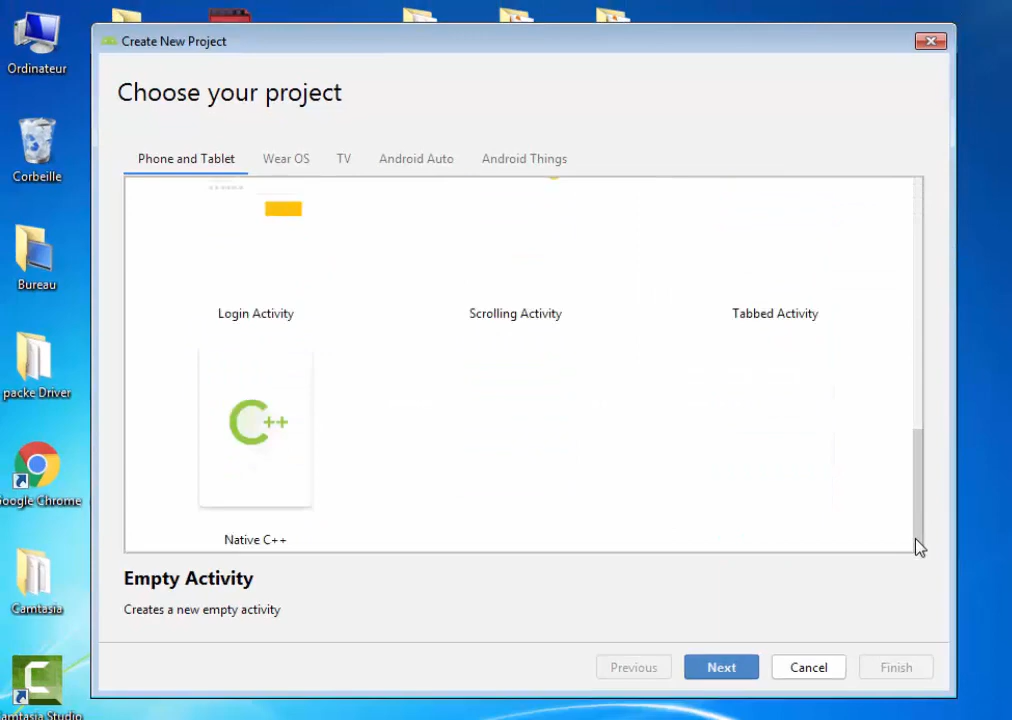 Create New Project
Ordinateur
Choose your project
Phone and Tablet
Wear OS
TV
Android Auto
Android Things
Corbeille
Bureau
Login Activity
Scrolling Activity
Tabbed Activity
packe Driver
C++
Google Chrome
Native C++
Empty Activity
Creates a new empty activity
Camtasia
Previous
Next
Cancel
Finish
C
Camtasia Studio